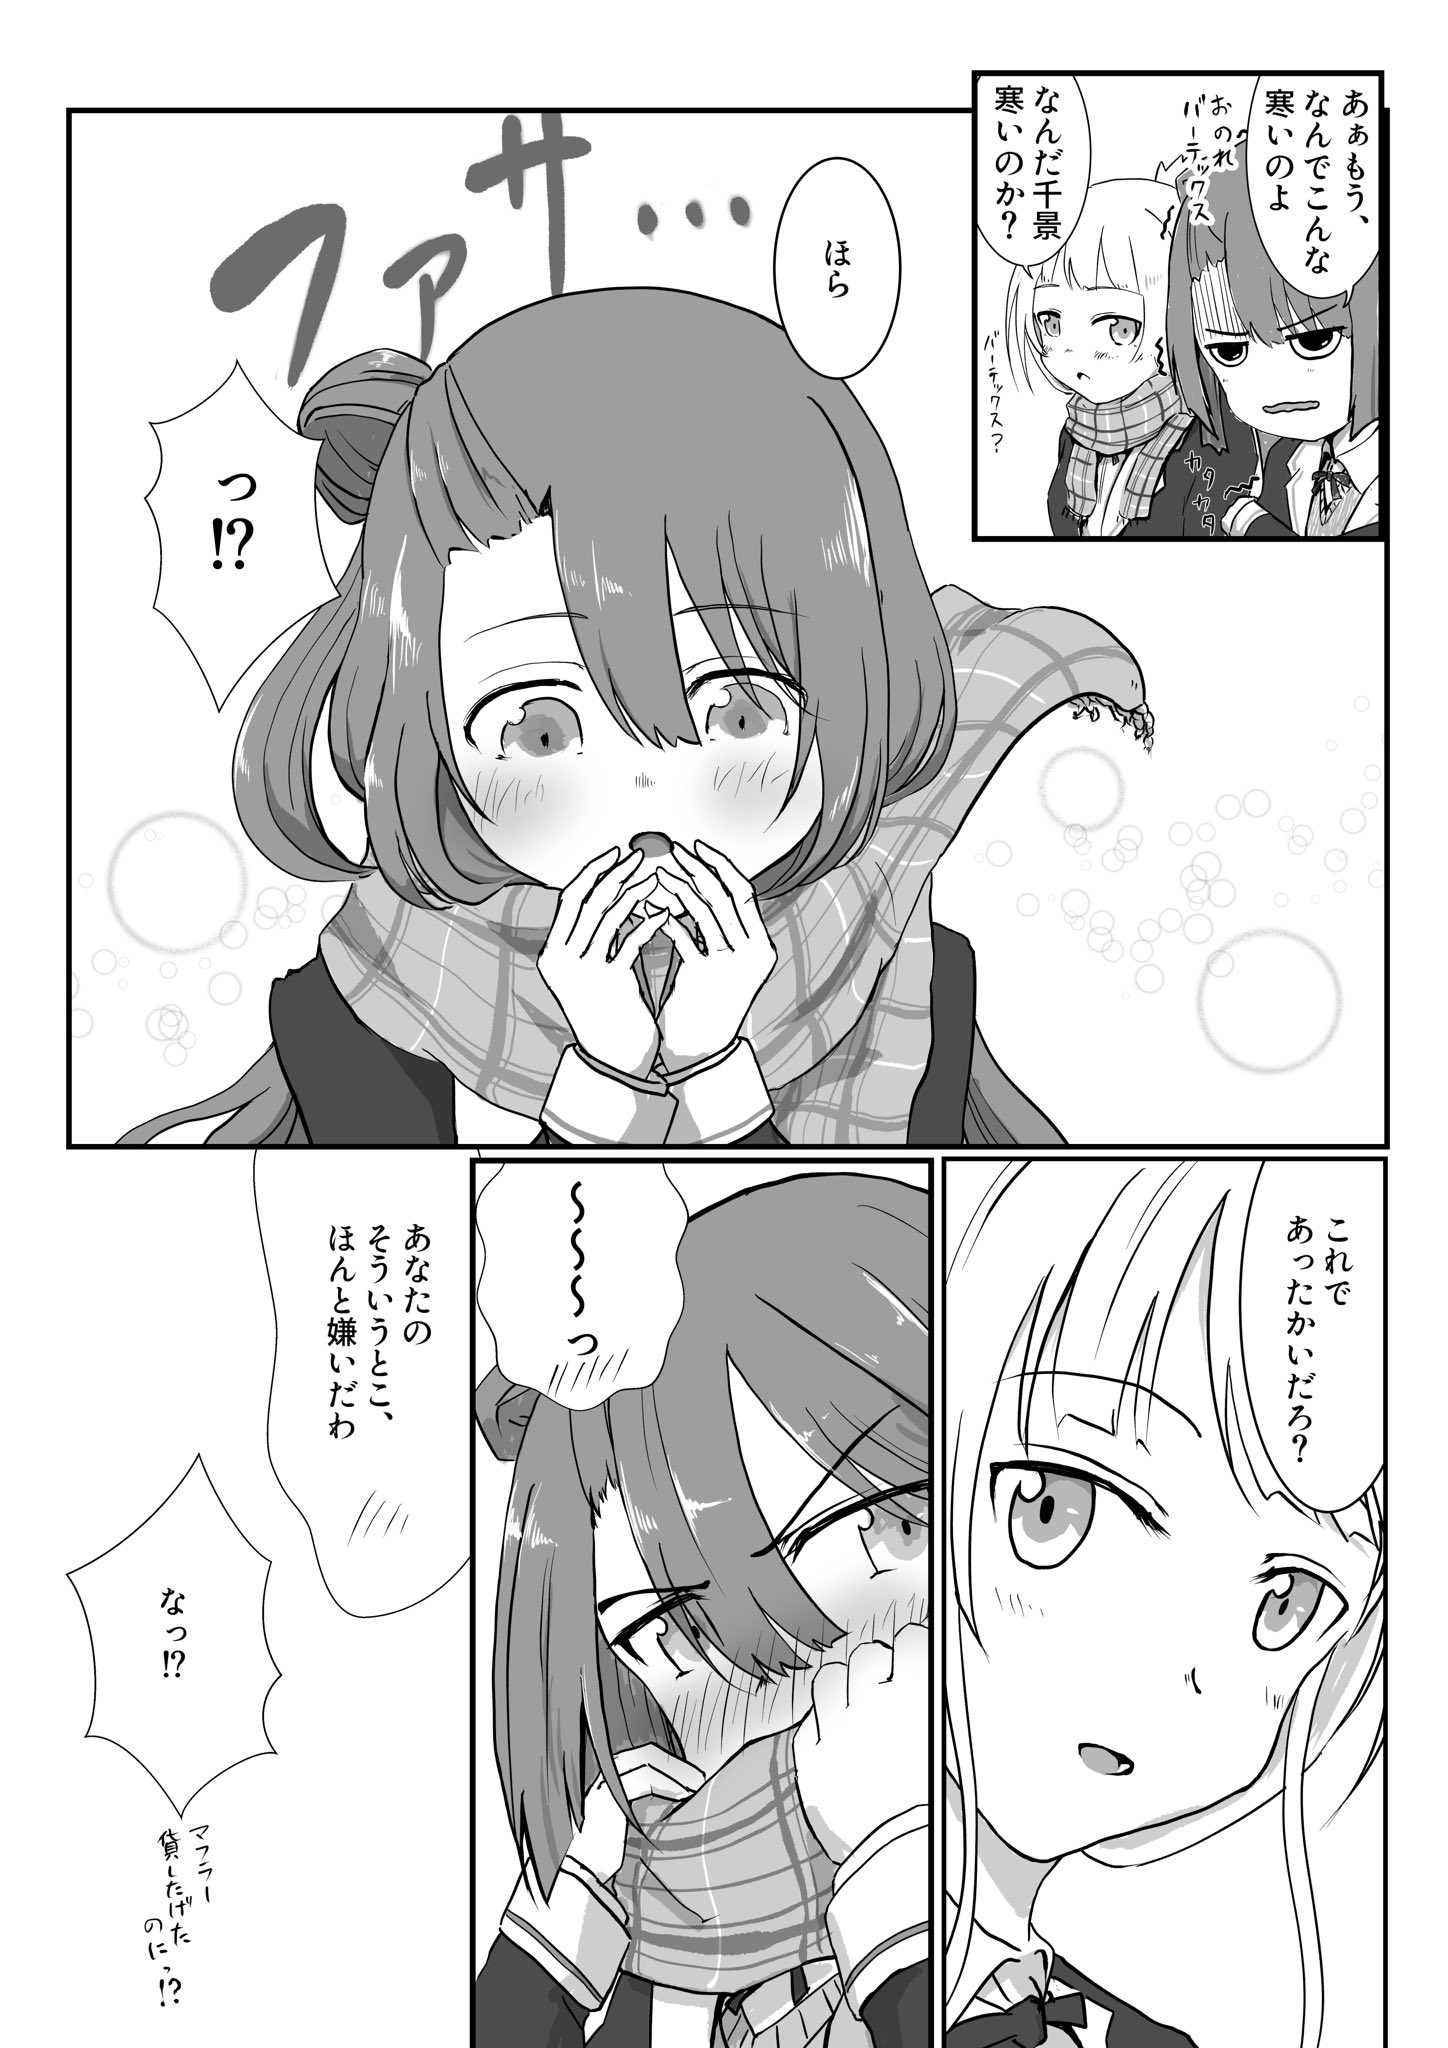 あぁもう、
なんでこんな
寒いのよ
おのれ
バーテックス
なんだ千景
寒いのか？
バーテックス？
カタカタ
ファサ…
ほら
っ!?
これで
あったかいだろ？
～～～っ
あなたの
そういうとこ、
ほんと嫌いだわ
なっ!?
マフラー
貸したげた
のにっ!?